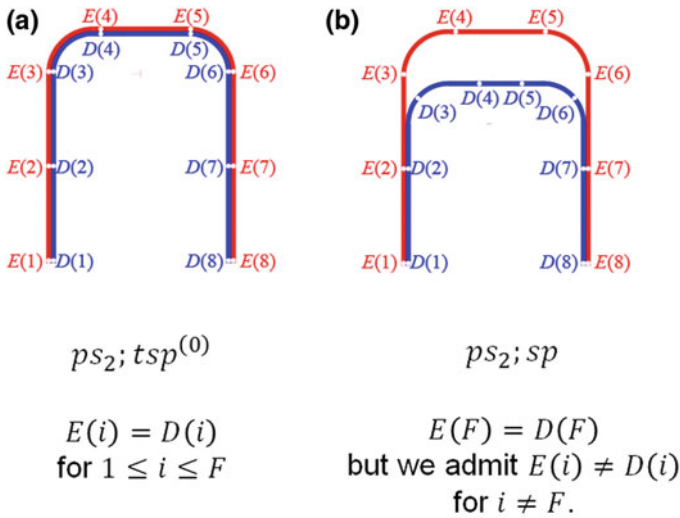 (a)
E(4) E(5)
D(4) D(5)
E(3) D(3) D(6) E(6)
E(2) D(2) D(7) E(7)
E(1) D(1) D(8) E(8)
ps₂; tsp⁽⁰⁾
E(i) = D(i)
for 1 ≤ i ≤ F
(b)
E(4) E(5)
E(3) E(6)
D(3) D(4) D(5) D(6)
E(2) D(2) D(7) E(7)
E(1) D(1) D(8) E(8)
ps₂; sp
E(F) = D(F)
but we admit E(i) ≠ D(i)
for i ≠ F.